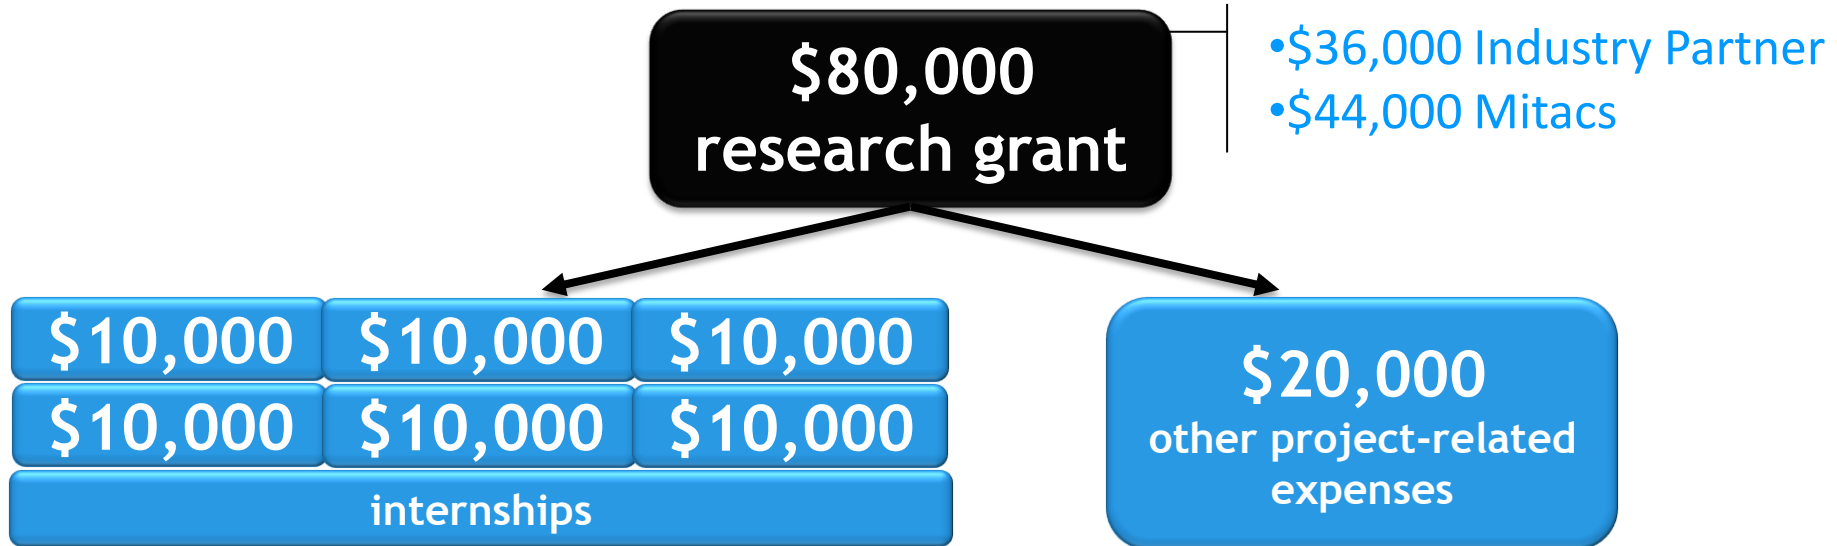 $80,000
research grant
•$36,000 Industry Partner
•$44,000 Mitacs
$10,000 $10,000 $10,000
$10,000 $10,000 $10,000
internships
$20,000
other project-related
expenses